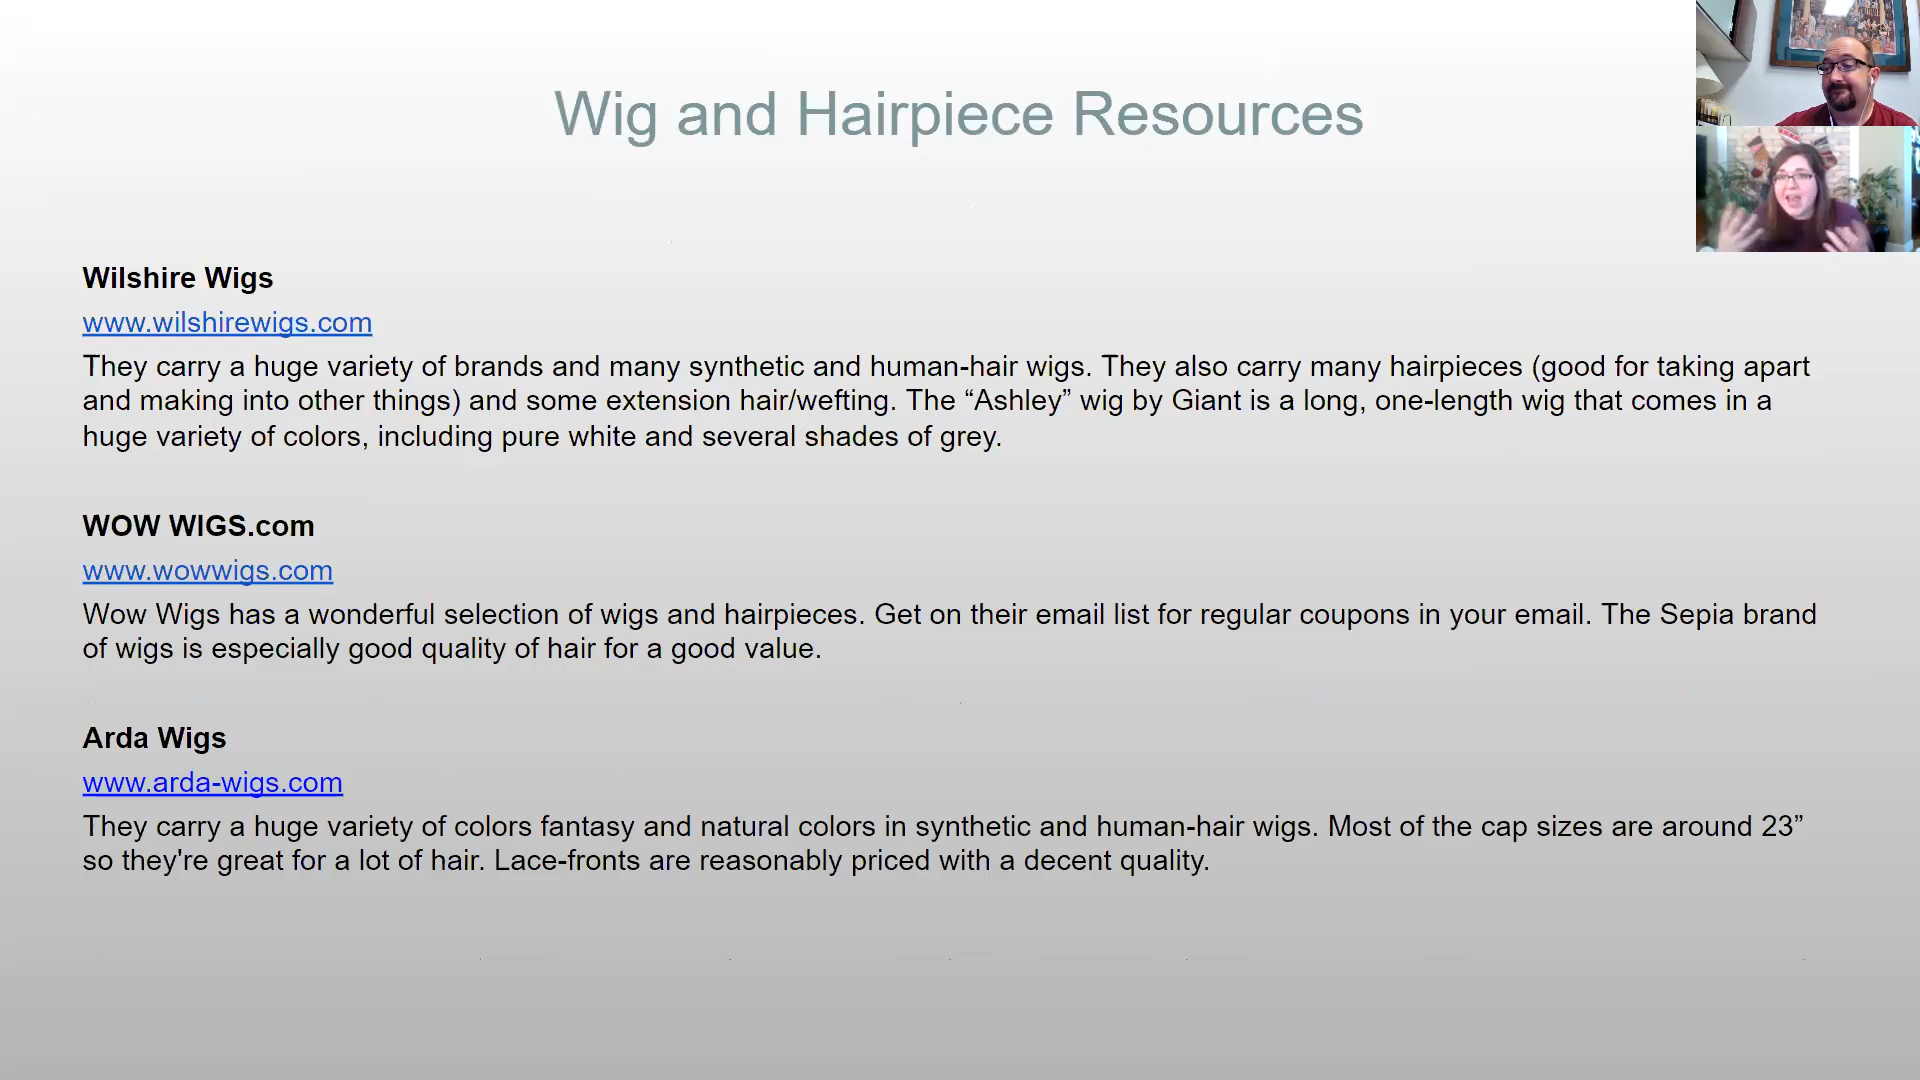 Wig and Hairpiece Resources
Wilshire Wigs
www.wilshirewigs.com
They carry a huge variety of brands and many synthetic and human-hair wigs. They also carry many hairpieces (good for taking apart
and making into other things) and some extension hair/wefting. The “Ashley” wig by Giant is a long, one-length wig that comes in a
huge variety of colors, including pure white and several shades of grey.
WOW WIGS.com
www.wowwigs.com
Wow Wigs has a wonderful selection of wigs and hairpieces. Get on their email list for regular coupons in your email. The Sepia brand
of wigs is especially good quality of hair for a good value.
Arda Wigs
www.arda-wigs.com
They carry a huge variety of colors fantasy and natural colors in synthetic and human-hair wigs. Most of the cap sizes are around 23”
so they're great for a lot of hair. Lace-fronts are reasonably priced with a decent quality.